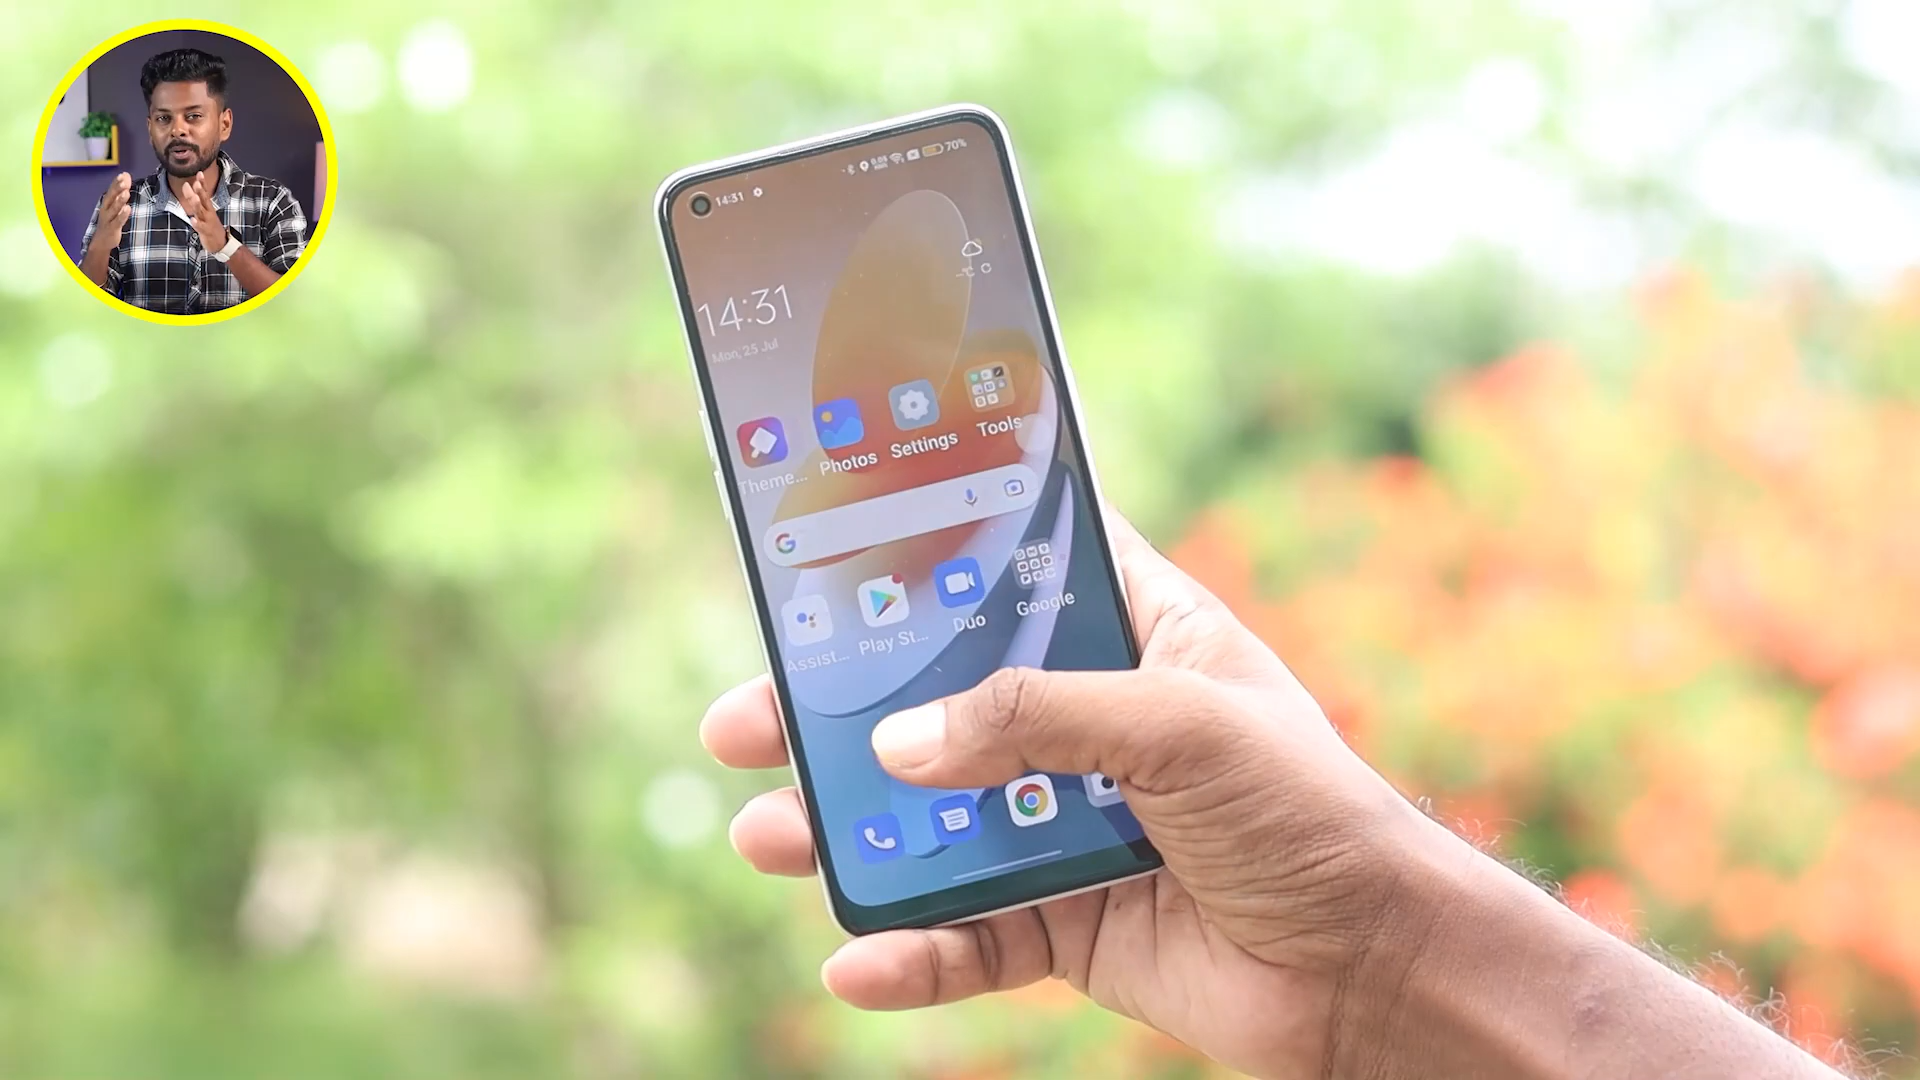 14:31
70%
14:31
Mon, 25 Jul
Theme...
Photos
Settings
Tools
G
Assist...
Play St...
Duo
Google